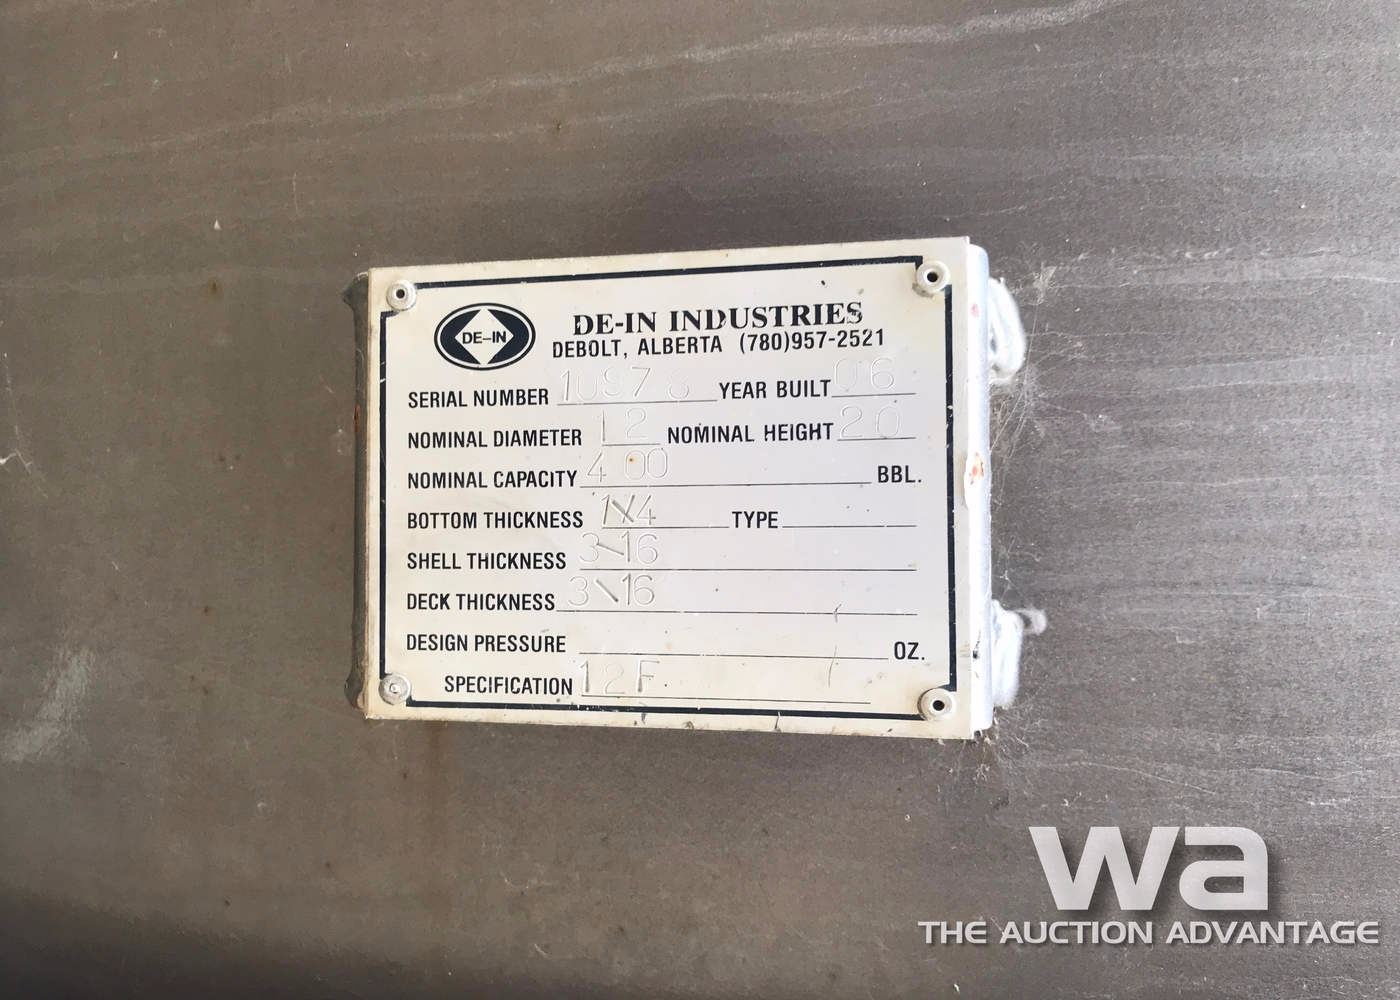 DE-IN
DE-IN INDUSTRIES
DEBOLT, ALBERTA (780)957-2521
SERIAL NUMBER YEAR BUILT 06
NOMINAL DIAMETER 12 NOMINAL HEIGHT 20
NOMINAL CAPACITY 400 BBL.
BOTTOM THICKNESS 1\/4 TYPE
SHELL THICKNESS 3\16
DECK THICKNESS 3\16
DESIGN PRESSURE OZ.
SPECIFICATION 12F
wa
THE AUCTION ADVANTAGE